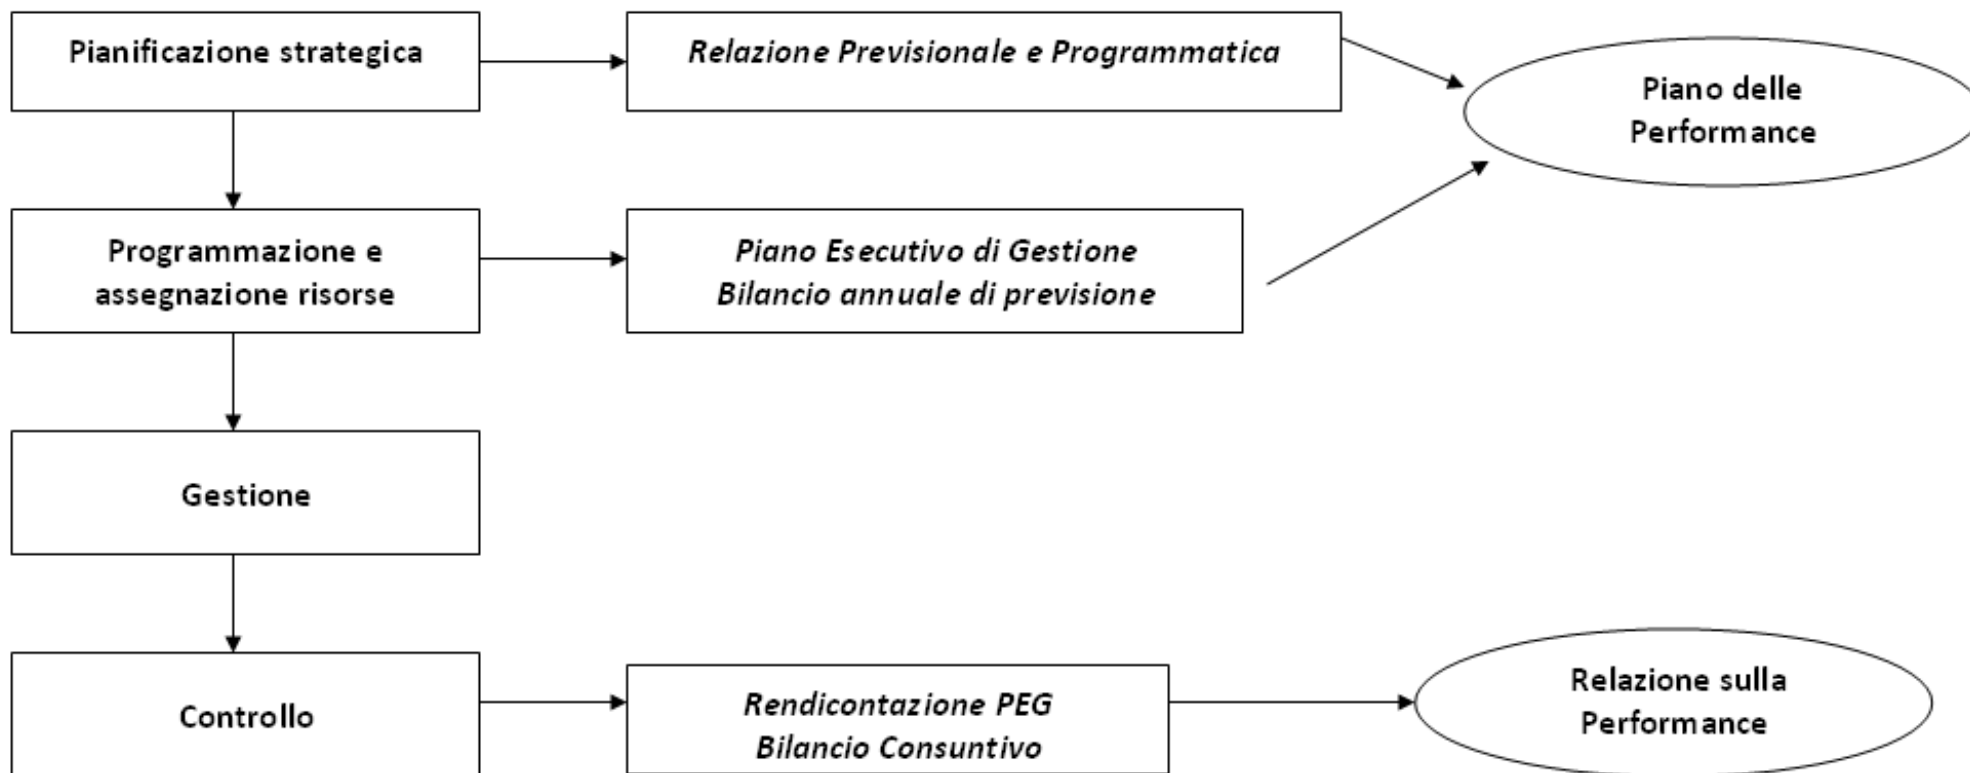 Pianificazione strategica
Relazione Previsionale e Programmatica
Piano delle
Performance
Programmazione e
assegnazione risorse
Piano Esecutivo di Gestione
Bilancio annuale di previsione
Gestione
Controllo
Rendicontazione PEG
Bilancio Consuntivo
Relazione sulla
Performance